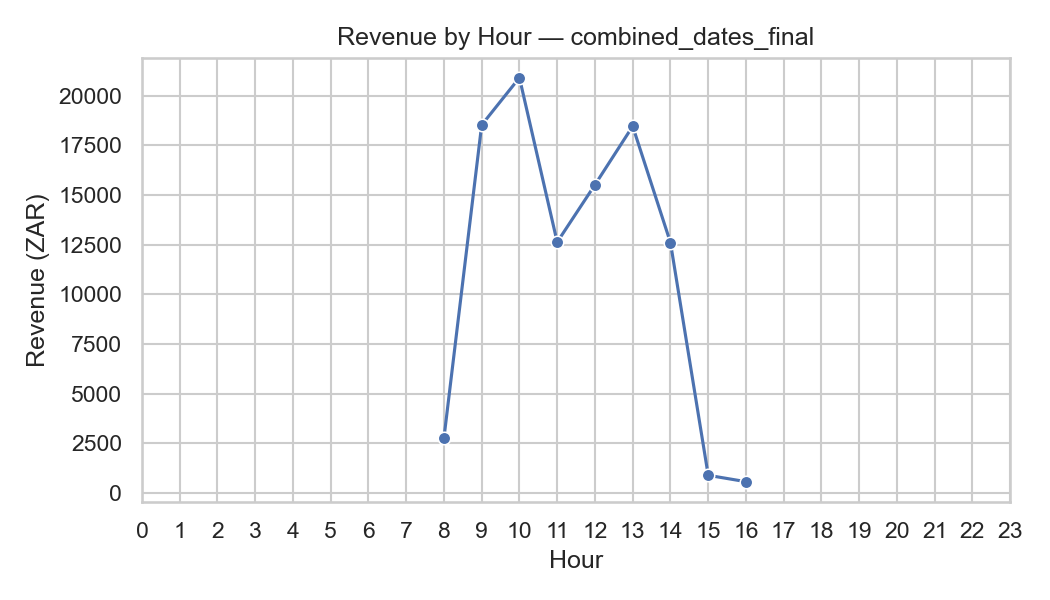 Revenue by Hour — combined_dates_final
Revenue (ZAR)
20000
17500
15000
12500
10000
7500
5000
2500
0
0 1 2 3 4 5 6 7 8 9 10 11 12 13 14 15 16 17 18 19 20 21 22 23
Hour